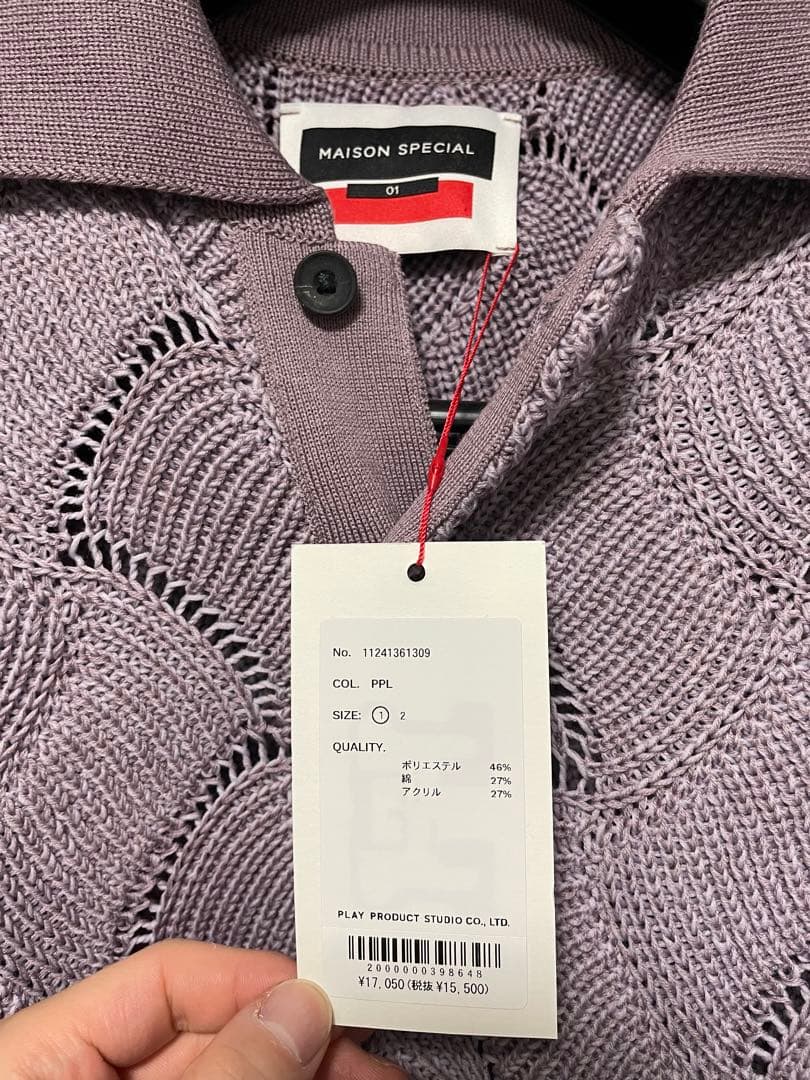 MAISON SPECIAL
01
No. 11241361309
COL. PPL
SIZE: 1 2
QUALITY.
ポリエステル 46%
綿 27%
アクリル 27%
PLAY PRODUCT STUDIO CO., LTD.
2000000398648
¥17,050(税抜 ¥15,500)